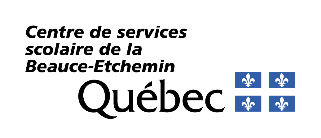 Centre de services
scolaire de la
Beauce-Etchemin
Québec